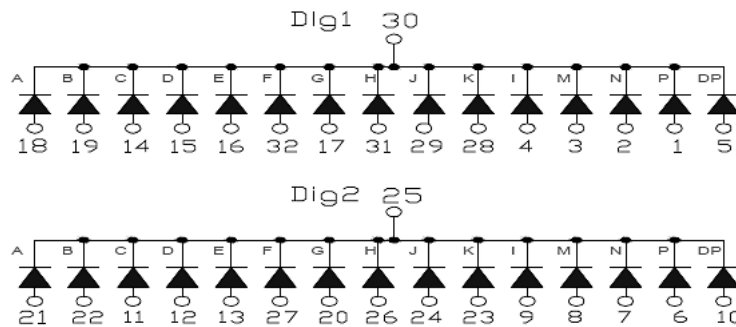 Dig1 30
A B C D E F G H J K I M N P DP
18 19 14 15 16 32 17 31 29 28 4 3 2 1 5
Dig2 25
A B C D E F G H J K I M N P DP
21 22 11 12 13 27 20 26 24 23 9 8 7 6 10